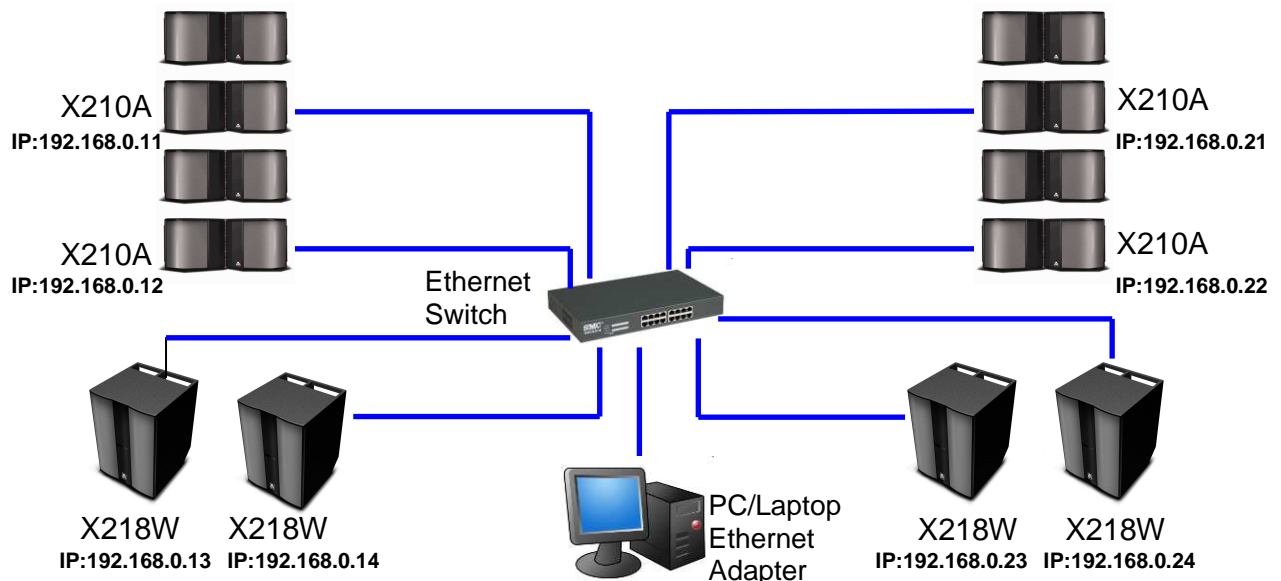 X210A
IP:192.168.0.11
X210A
IP:192.168.0.12
X210A
IP:192.168.0.21
X210A
IP:192.168.0.22
Ethernet
Switch
SMC
X218W
IP:192.168.0.13
X218W
IP:192.168.0.14
PC/Laptop
Ethernet
Adapter
X218W
IP:192.168.0.23
X218W
IP:192.168.0.24